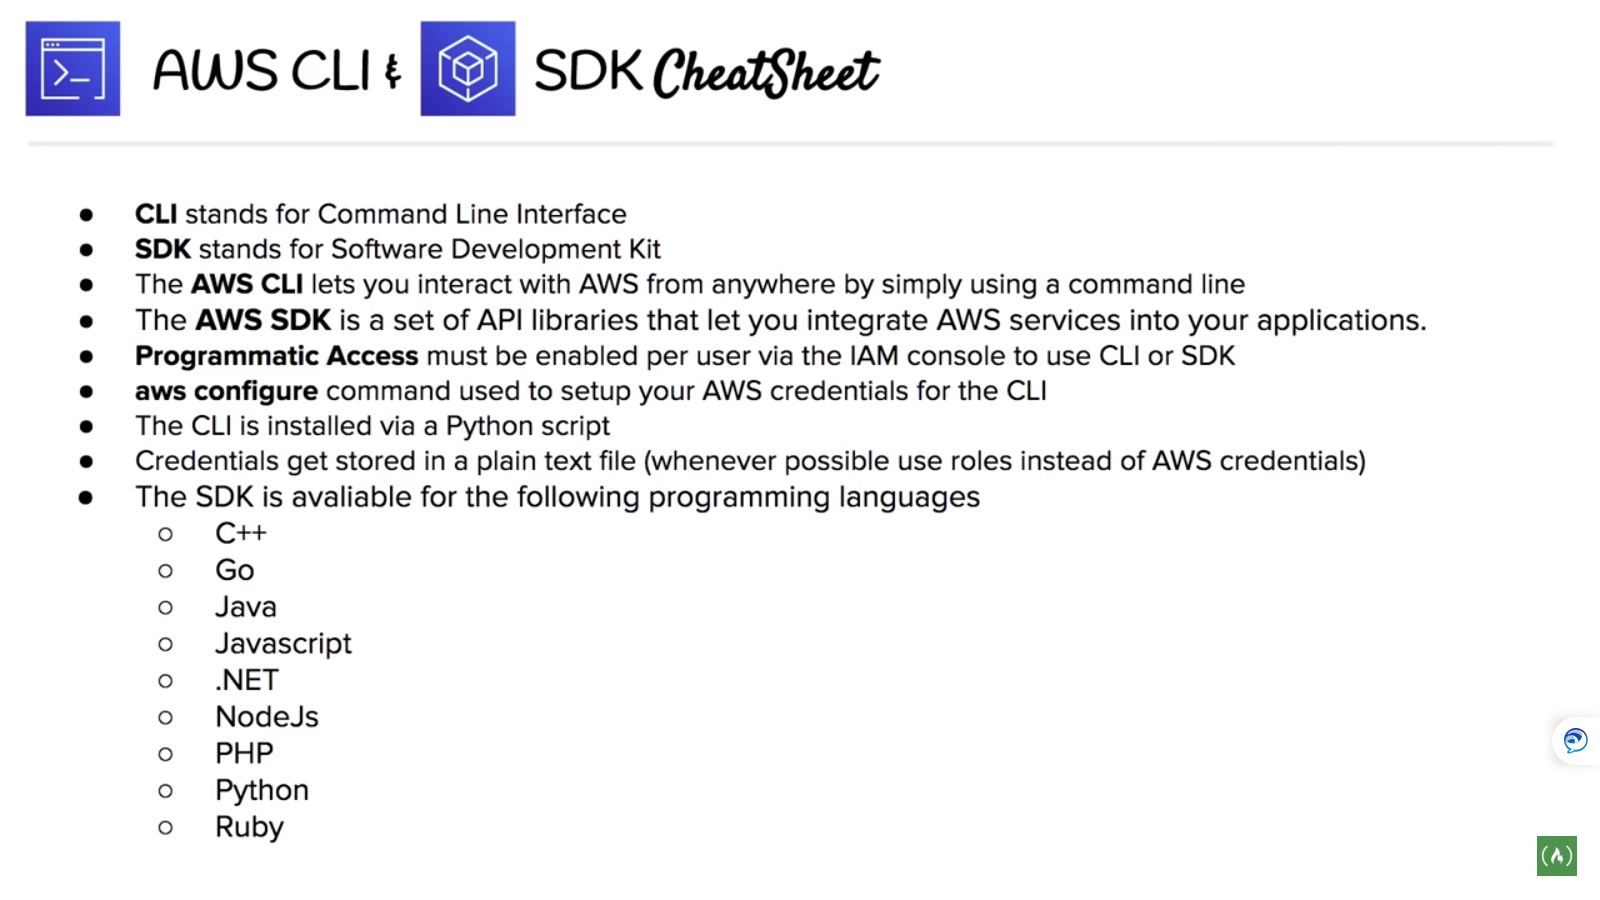 AWS CLI & SDK CheatSheet
● CLI stands for Command Line Interface
● SDK stands for Software Development Kit
● The AWS CLI lets you interact with AWS from anywhere by simply using a command line
● The AWS SDK is a set of API libraries that let you integrate AWS services into your applications.
● Programmatic Access must be enabled per user via the IAM console to use CLI or SDK
● aws configure command used to setup your AWS credentials for the CLI
● The CLI is installed via a Python script
● Credentials get stored in a plain text file (whenever possible use roles instead of AWS credentials)
● The SDK is avaliable for the following programming languages
○ C++
○ Go
○ Java
○ Javascript
○ .NET
○ NodeJs
○ PHP
○ Python
○ Ruby